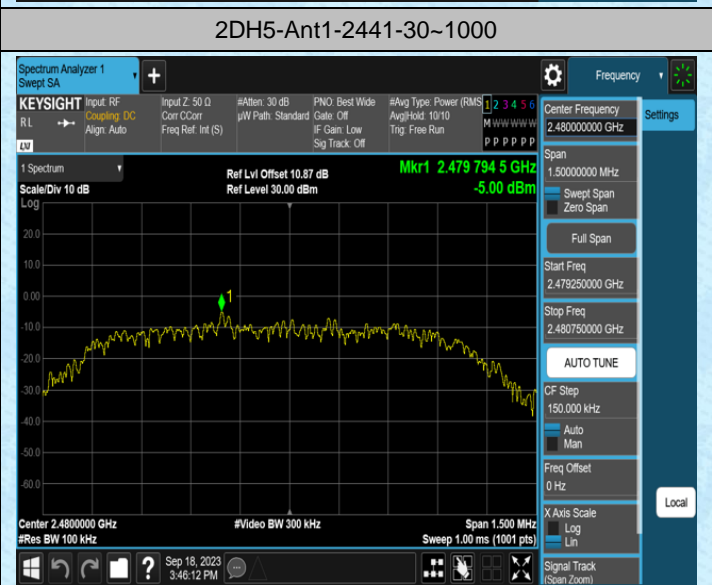 2DH5-Ant1-2441-30~1000
Spectrum Analyzer 1
Swept SA
Frequency
KEYSIGHT
R L
LXI
Input: RF
Coupling: DC
Align: Auto
Input Z: 50 Ω
Corr CCorr
Freq Ref: Int (S)
#Atten: 30 dB
µW Path: Standard
PNO: Best Wide
Gate: Off
IF Gain: Low
Sig Track: Off
#Avg Type: Power (RMS
Avg|Hold: 10/10
Trig: Free Run
1 2 3 4 5 6
M W W W W W
P P P P P P
1 Spectrum
Scale/Div 10 dB
Log
Ref Lvl Offset 10.87 dB
Ref Level 30.00 dBm
Mkr1 2.479 794 5 GHz
-5.00 dBm
20.0
10.0
0.00
-10.0
-20.0
-30.0
-40.0
-50.0
-60.0
1
Center 2.4800000 GHz
#Res BW 100 kHz
#Video BW 300 kHz
Span 1.500 MHz
Sweep 1.00 ms (1001 pts)
Sep 18, 2023
3:46:12 PM
?
Center Frequency
2.480000000 GHz
Span
1.50000000 MHz
Swept Span
Zero Span
Full Span
Start Freq
2.479250000 GHz
Stop Freq
2.480750000 GHz
AUTO TUNE
CF Step
150.000 kHz
Auto
Man
Freq Offset
0 Hz
X Axis Scale
Log
Lin
Signal Track
(Span Zoom)
Settings
Local